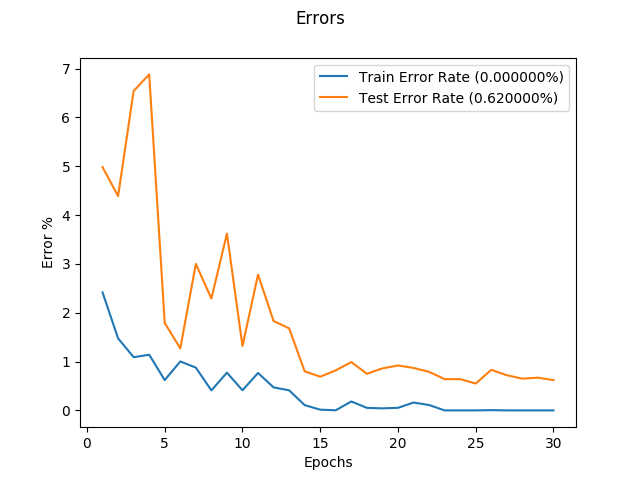 Errors
Train Error Rate (0.000000%)
Test Error Rate (0.620000%)
Error %
7
6
5
4
3
2
1
0
0 5 10 15 20 25 30
Epochs